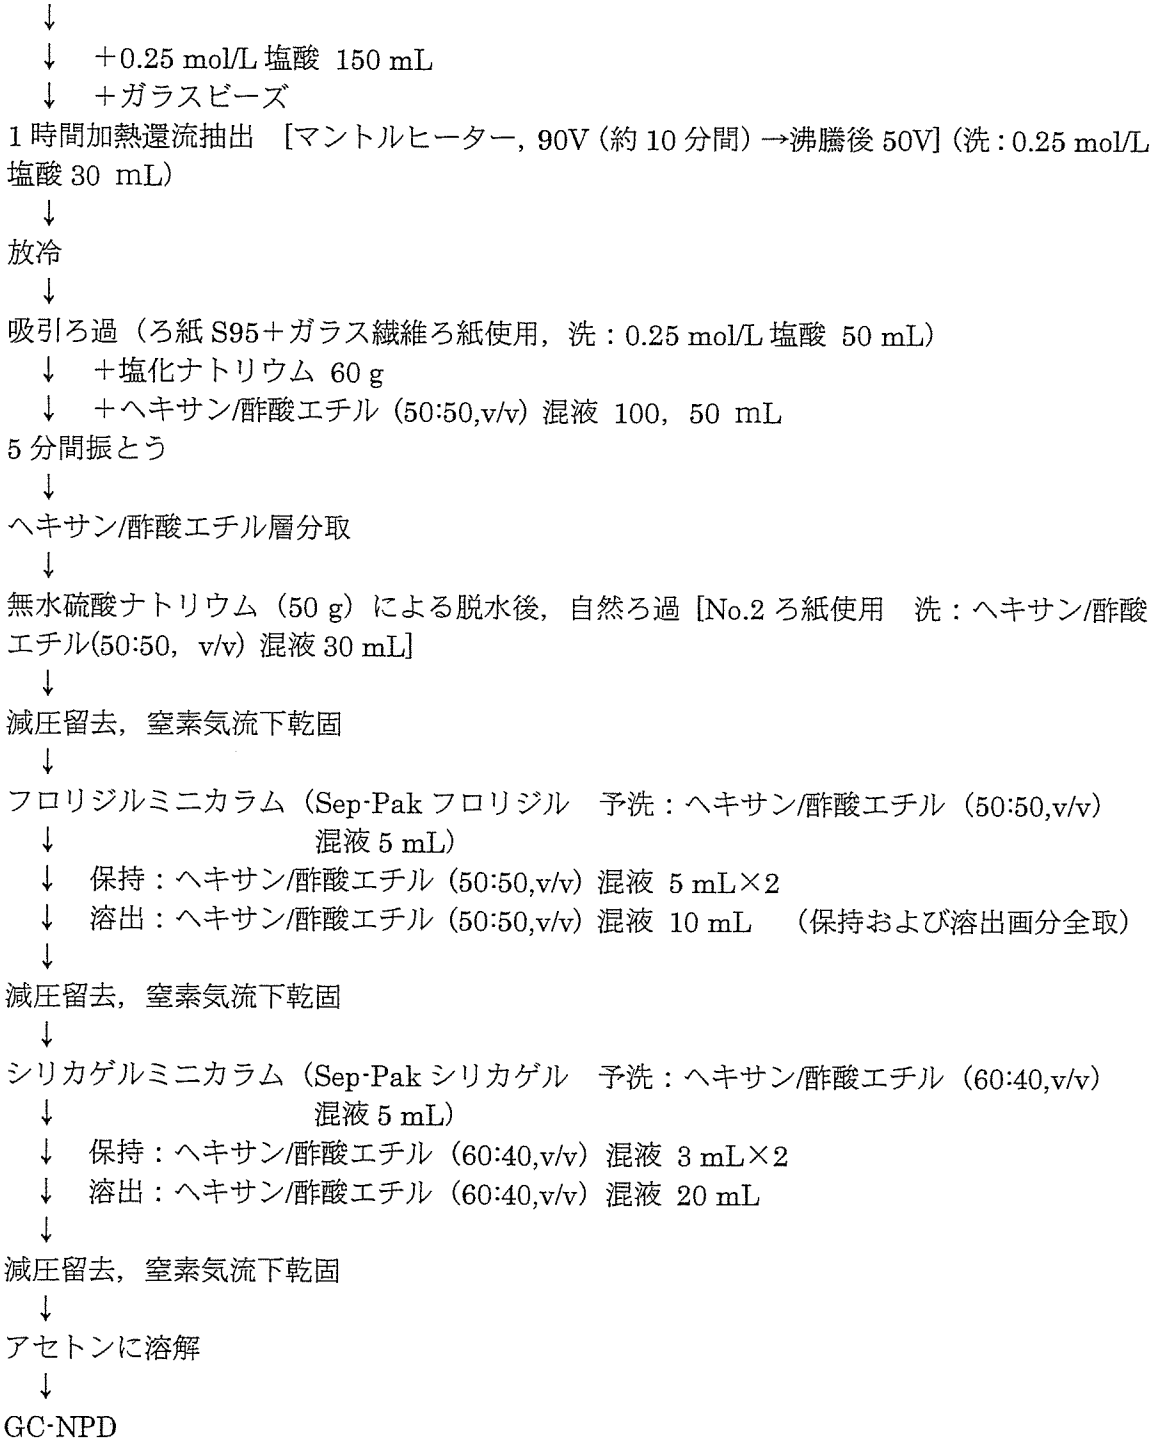 ↓
↓ +0.25 mol/L 塩酸 150 mL
↓ +ガラスビーズ
1 時間加熱還流抽出 [マントルヒーター, 90V (約 10 分間) →沸騰後 50V] (洗:0.25 mol/L
塩酸 30 mL)
↓
放冷
↓
吸引ろ過 (ろ紙 S95+ガラス繊維ろ紙使用, 洗:0.25 mol/L 塩酸 50 mL)
↓ +塩化ナトリウム 60 g
↓ +ヘキサン/酢酸エチル (50:50,v/v) 混液 100, 50 mL
5 分間振とう
↓
ヘキサン/酢酸エチル層分取
↓
無水硫酸ナトリウム (50 g) による脱水後, 自然ろ過 [No.2 ろ紙使用 洗:ヘキサン/酢酸
エチル(50:50, v/v) 混液 30 mL]
↓
減圧留去, 窒素気流下乾固
↓
フロリジルミニカラム (Sep-Pak フロリジル 予洗:ヘキサン/酢酸エチル (50:50,v/v)
↓ 混液 5 mL)
↓ 保持:ヘキサン/酢酸エチル (50:50,v/v) 混液 5 mL×2
↓ 溶出:ヘキサン/酢酸エチル (50:50,v/v) 混液 10 mL (保持および溶出画分全取)
↓
減圧留去, 窒素気流下乾固
↓
シリカゲルミニカラム (Sep-Pak シリカゲル 予洗:ヘキサン/酢酸エチル (60:40,v/v)
↓ 混液 5 mL)
↓ 保持:ヘキサン/酢酸エチル (60:40,v/v) 混液 3 mL×2
↓ 溶出:ヘキサン/酢酸エチル (60:40,v/v) 混液 20 mL
↓
減圧留去, 窒素気流下乾固
↓
アセトンに溶解
↓
GC-NPD